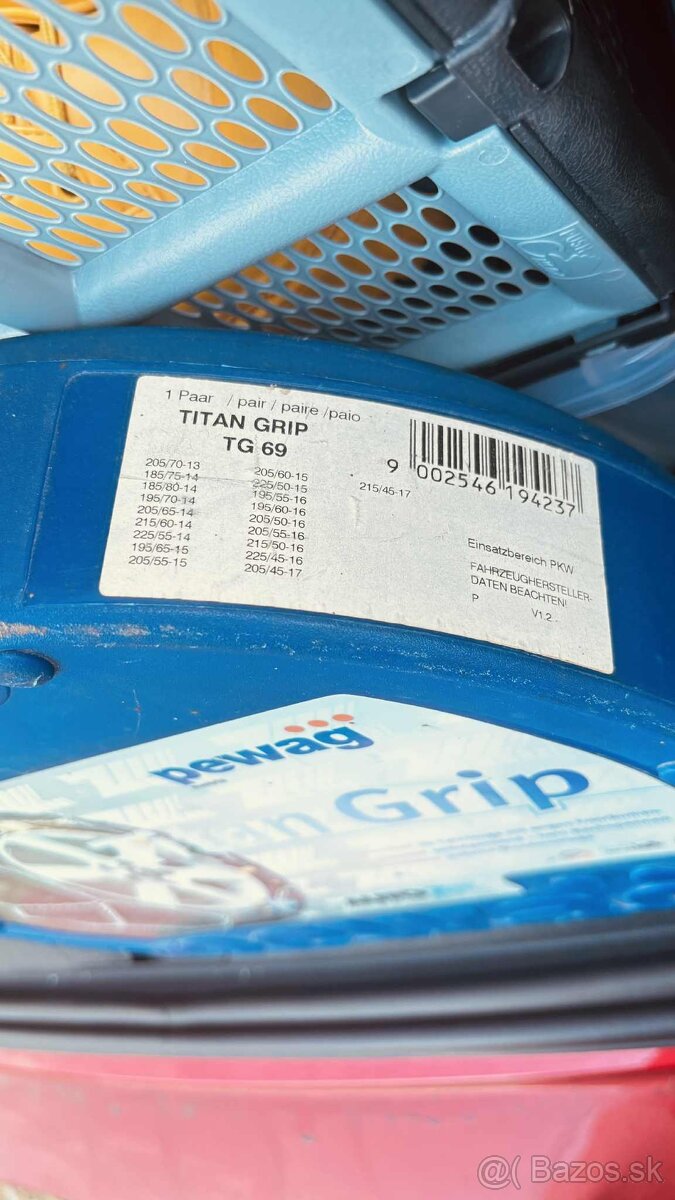 1 Paar / pair / paire /paio
TITAN GRIP
TG 69
205/70-13
185/75-14
185/80-14
195/70-14
205/65-14
215/60-14
225/55-14
195/65-15
205/55-15
205/60-15
225/50-15
195/55-16
195/60-16
205/50-16
205/55-16
215/50-16
225/45-16
205/45-17
215/45-17
9 002546 194237
Einsatzbereich PKW
FAHRZEUGHERSTELLER-
DATEN BEACHTEN!
P V1.2
pewag
Grip
@ Bazos.sk